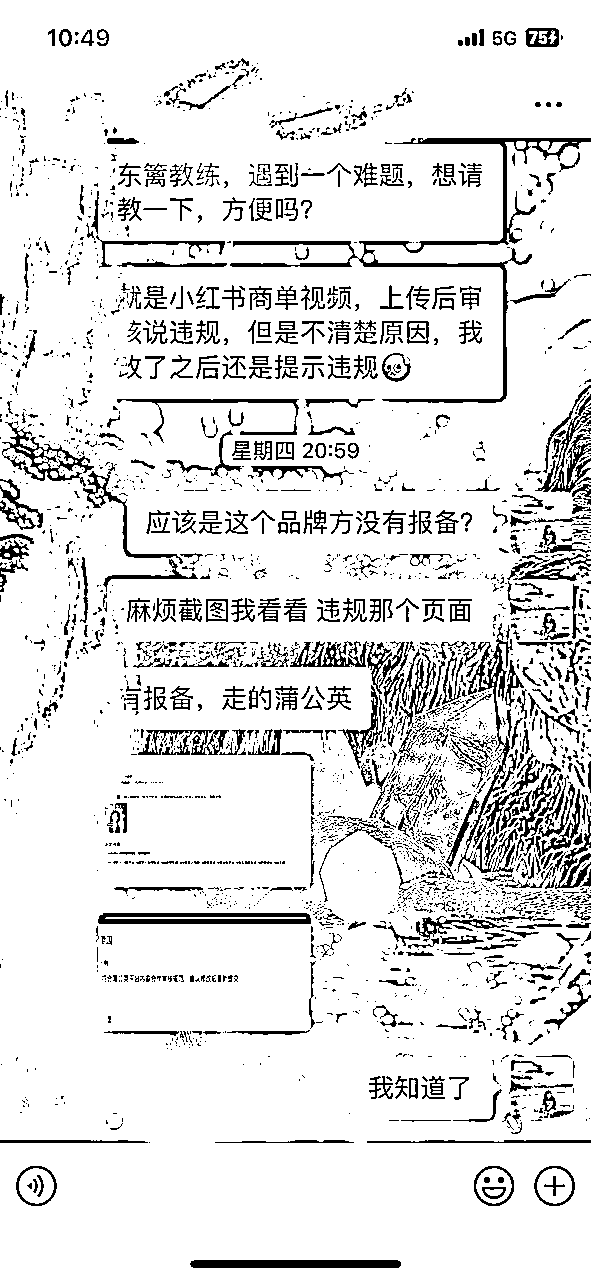 10:49
5G
75
东篱教练，遇到一个难题，想请
教一下，方便吗？
就是小红书商单视频，上传后审
核说违规，但是不清楚原因，我
改了之后还是提示违规
星期四 20:59
应该是这个品牌方没有报备？
麻烦截图我看看 违规那个页面
有报备，走的蒲公英
我知道了